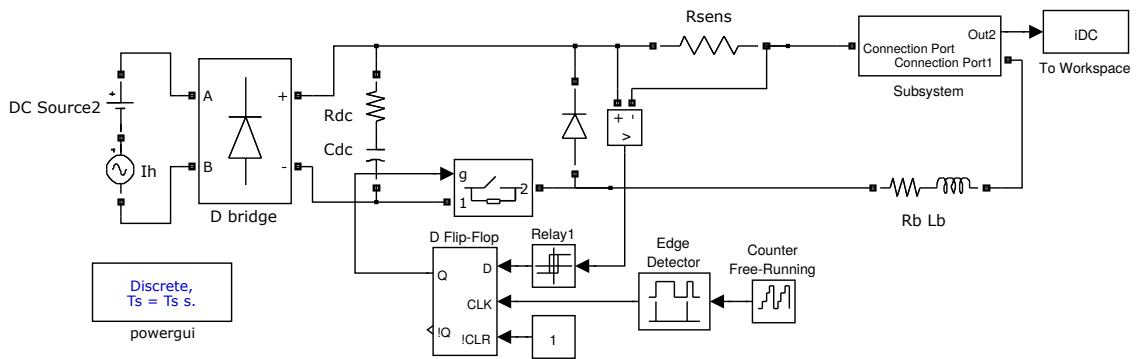 Rsens
Out2
Connection Port
Connection Port1
iDC
To Workspace
Subsystem
DC Source2
+
A
+
Rdc
+ -
V
Cdc
+
Ih
B
-
D bridge
g
1
2
Rb Lb
D Flip-Flop
Relay1
Edge
Detector
Counter
Free-Running
Q
D
CLK
!Q
!CLR
1
Discrete,
Ts = Ts s.
powergui